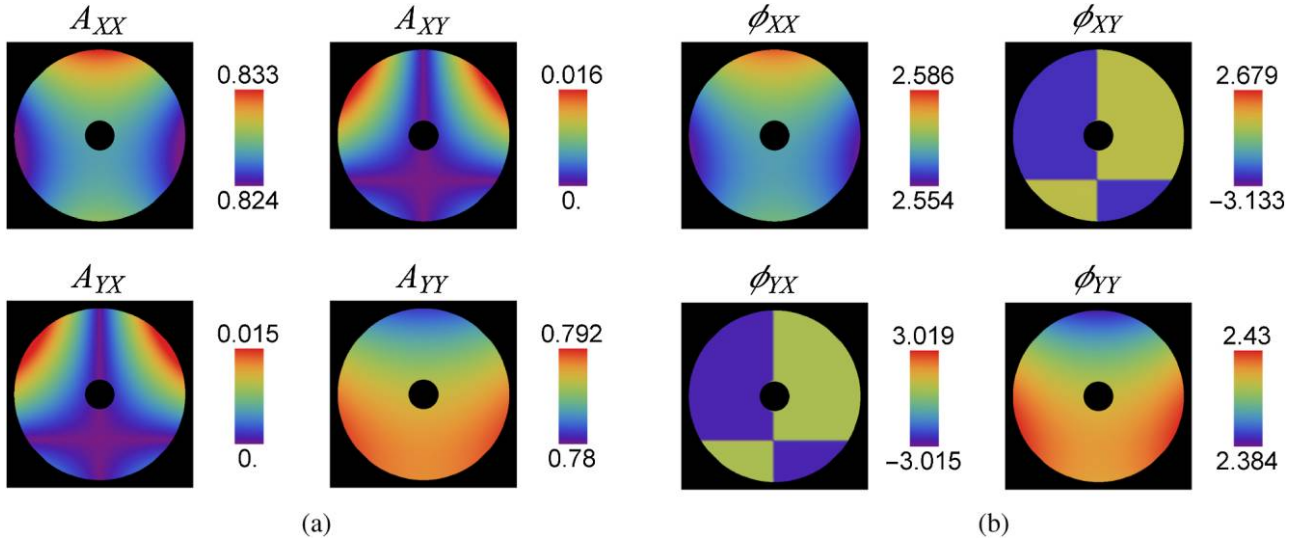 A_XX A_XY ϕ_XX ϕ_XY
0.833 0.016 2.586 2.679
0.824 0. 2.554 −3.133
A_YX A_YY ϕ_YX ϕ_YY
0.015 0.792 3.019 2.43
0. 0.78 −3.015 2.384
(a) (b)